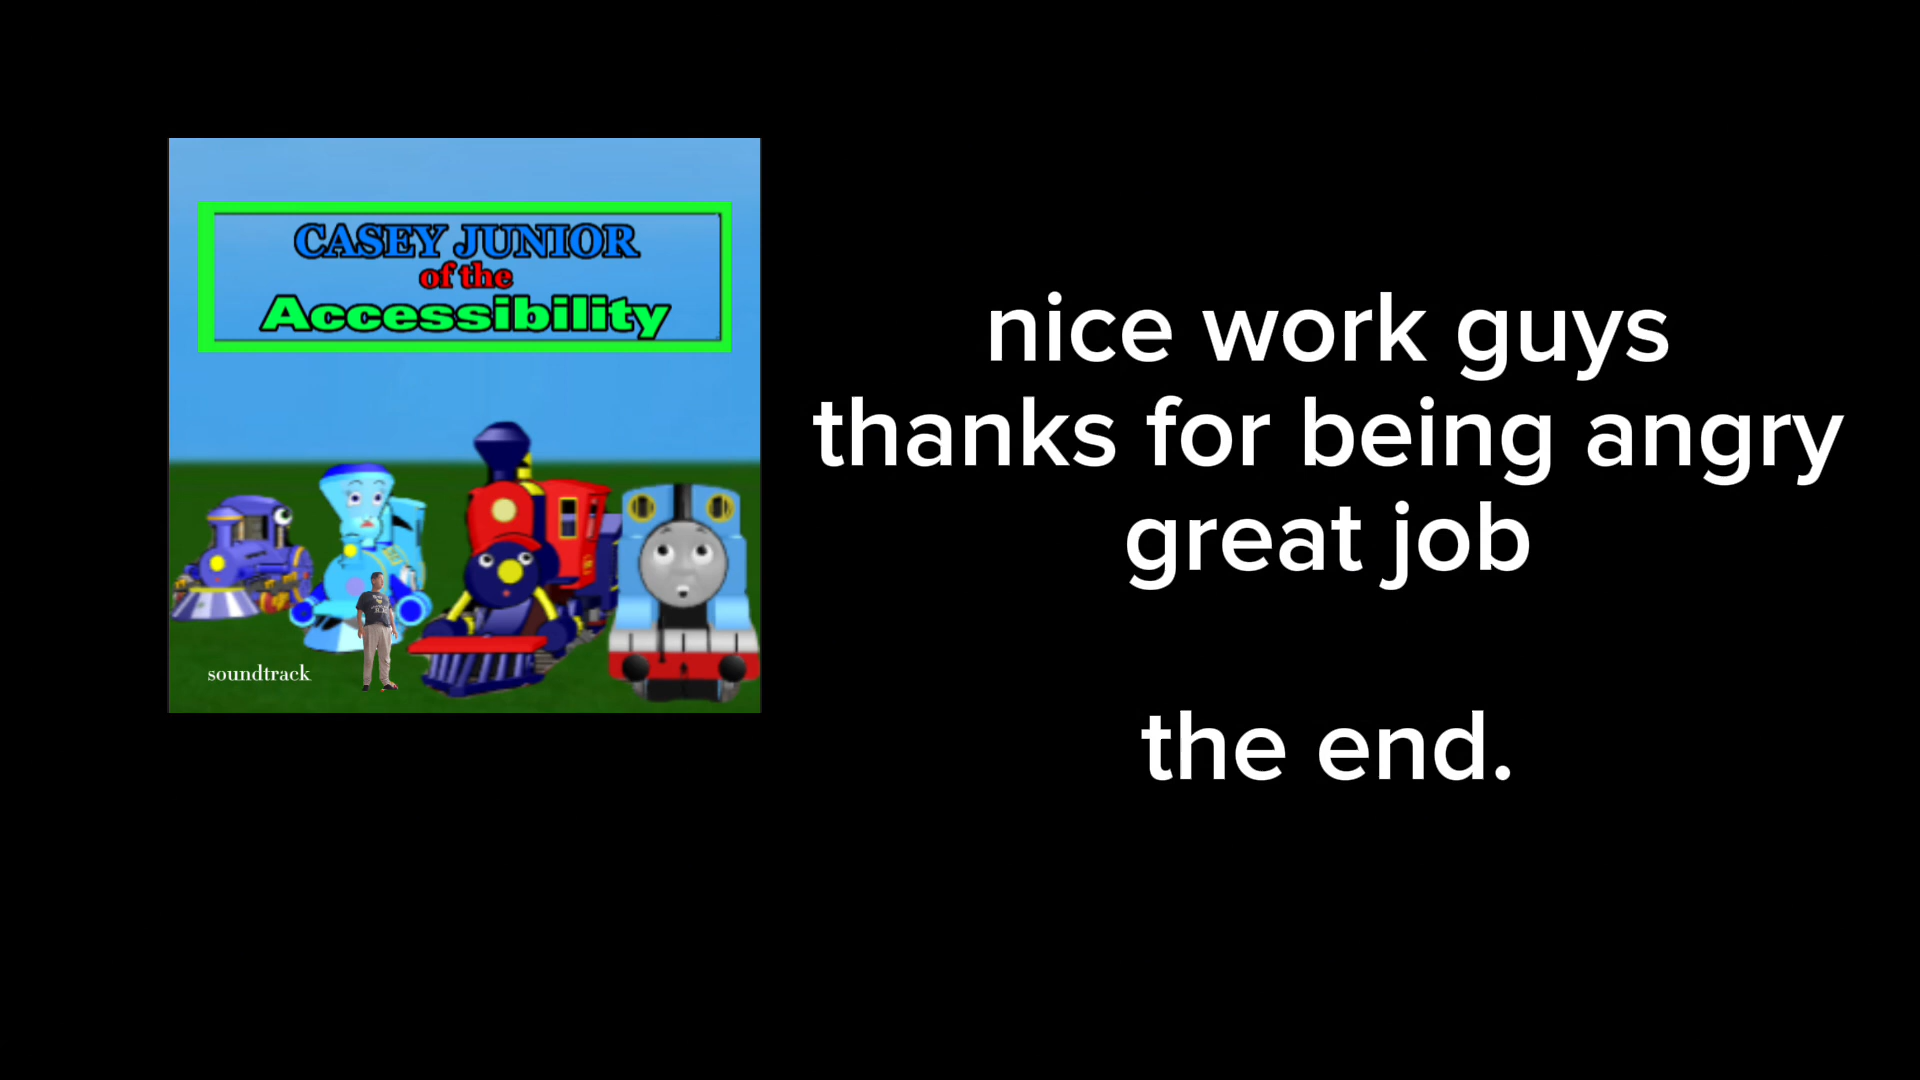 CASEY JUNIOR
of the
Accessibility
soundtrack
nice work guys
thanks for being angry
great job
the end.